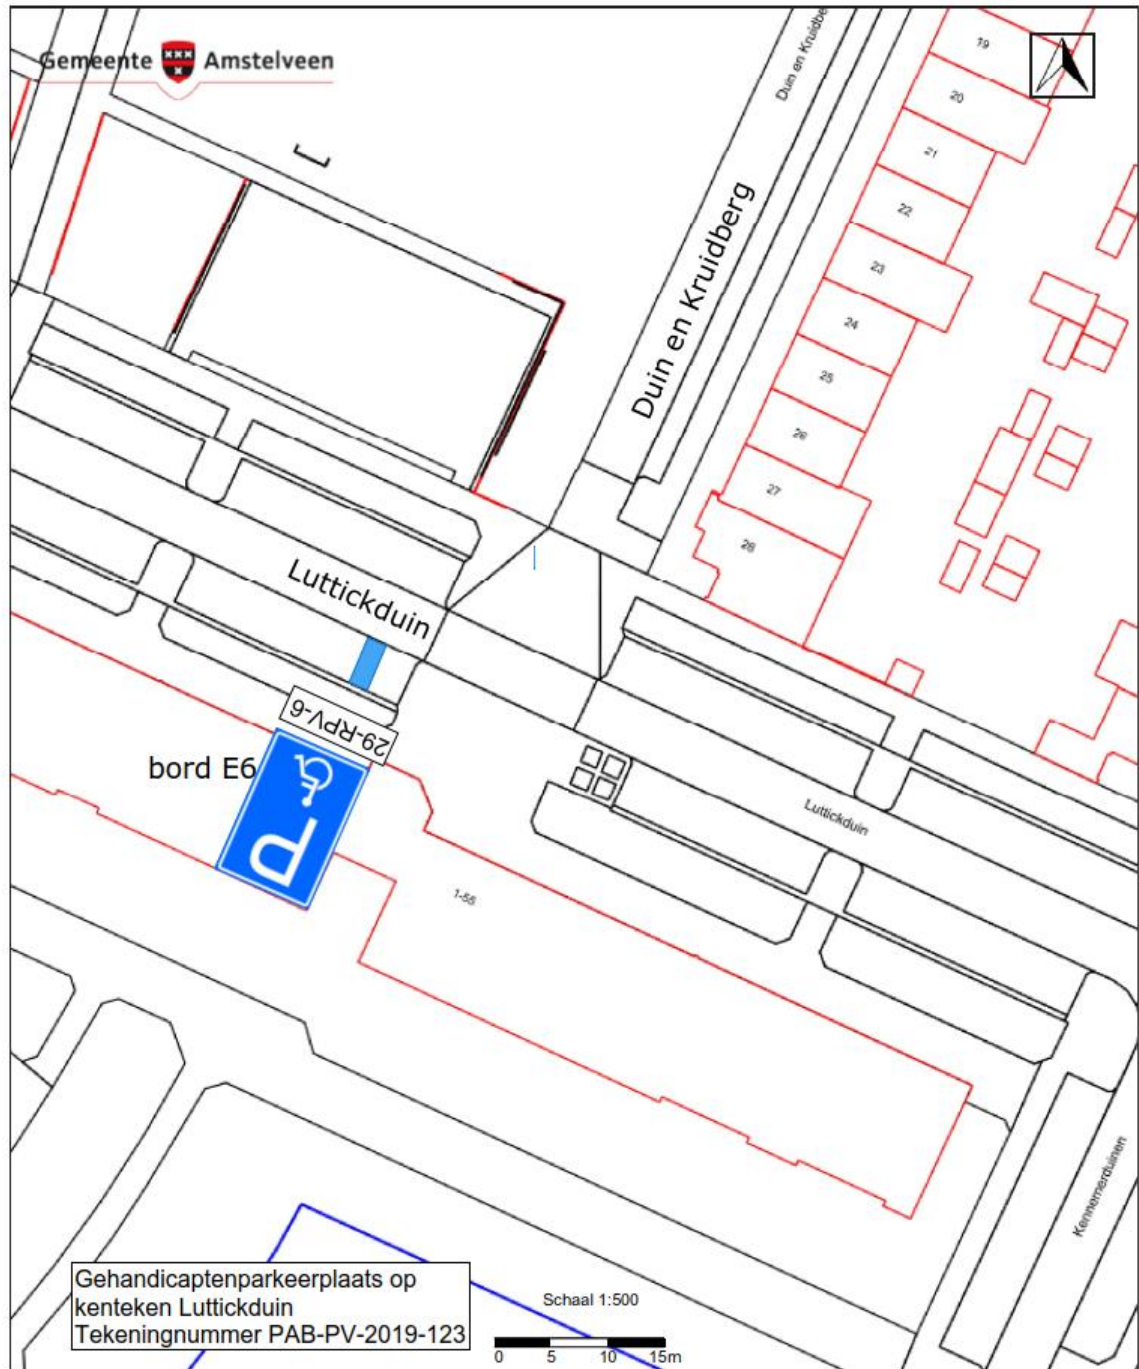 Gemeente Amstelveen
Duin en Kruidberg
Duin en Kruidberg
19
20
21
22
23
24
25
26
27
28
Luttickduin
29-RPV-6
bord E6
P
Luttickduin
1-55
Kennemerduinen
Gehandicaptenparkeerplaats op
kenteken Luttickduin
Tekeningnummer PAB-PV-2019-123
Schaal 1:500
0 5 10 15m